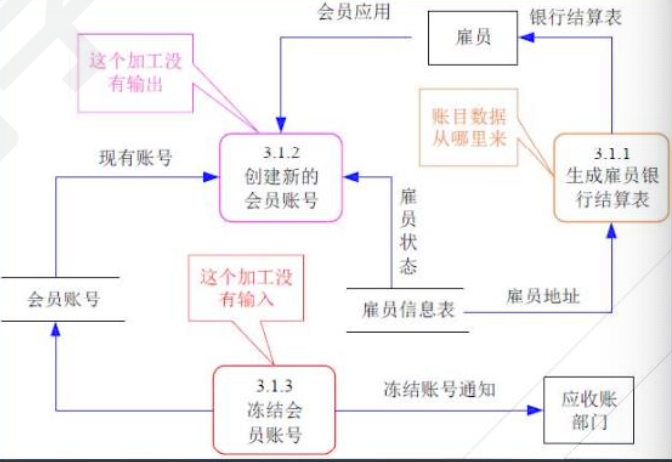 会员应用
银行结算表
雇员
这个加工没
有输出
账目数据
从哪里来
现有账号
3.1.2
创建新的
会员账号
3.1.1
生成雇员银
行结算表
雇
员
状
态
会员账号
这个加工没
有输入
雇员信息表
雇员地址
3.1.3
冻结会
员账号
冻结账号通知
应收账
部门